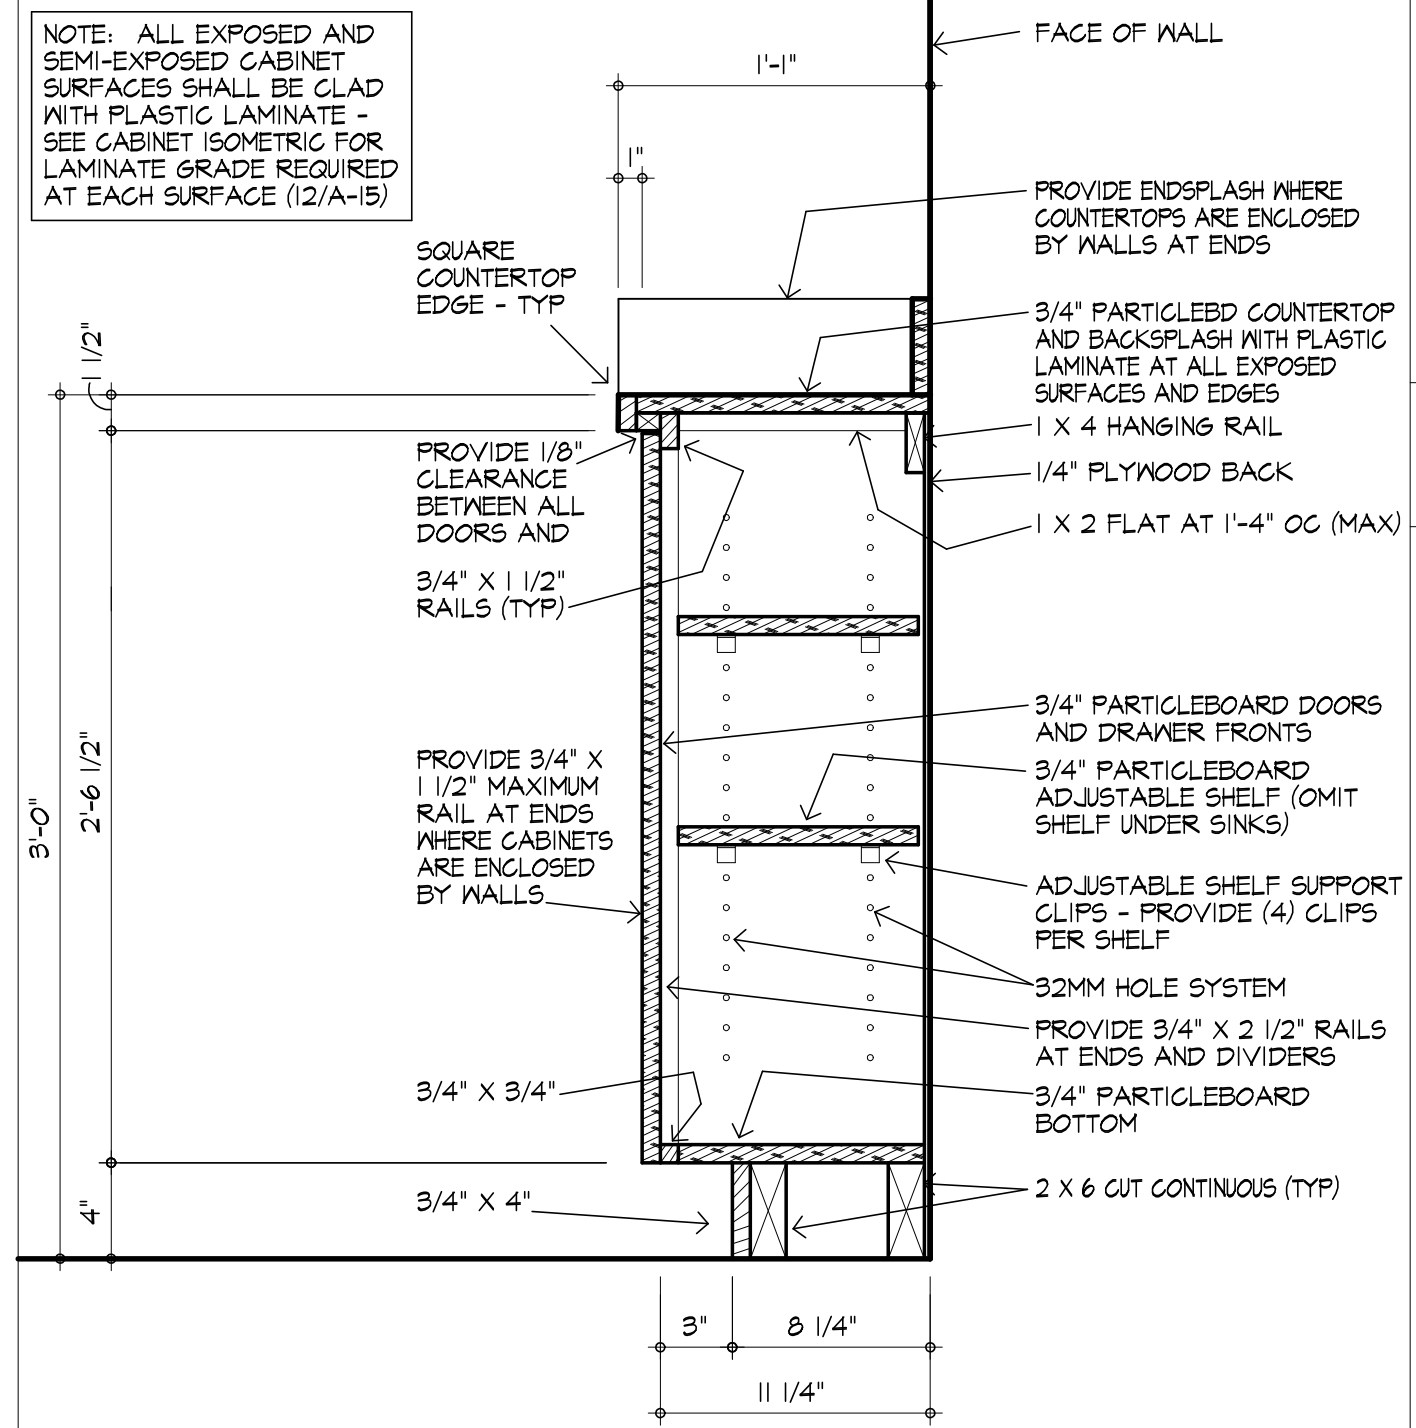 NOTE: ALL EXPOSED AND
SEMI-EXPOSED CABINET
SURFACES SHALL BE CLAD
WITH PLASTIC LAMINATE -
SEE CABINET ISOMETRIC FOR
LAMINATE GRADE REQUIRED
AT EACH SURFACE (12/A-15)
1'-1"
1"
FACE OF WALL
PROVIDE ENDSPLASH WHERE
COUNTERTOPS ARE ENCLOSED
BY WALLS AT ENDS
SQUARE
COUNTERTOP
EDGE - TYP
3/4" PARTICLEBD COUNTERTOP
AND BACKSPLASH WITH PLASTIC
LAMINATE AT ALL EXPOSED
SURFACES AND EDGES
1 X 4 HANGING RAIL
1/4" PLYWOOD BACK
1 X 2 FLAT AT 1'-4" OC (MAX)
1 1/2"
PROVIDE 1/8"
CLEARANCE
BETWEEN ALL
DOORS AND
3/4" X 1 1/2"
RAILS (TYP)
3/4" PARTICLEBOARD DOORS
AND DRAWER FRONTS
3/4" PARTICLEBOARD
ADJUSTABLE SHELF (OMIT
SHELF UNDER SINKS)
PROVIDE 3/4" X
1 1/2" MAXIMUM
RAIL AT ENDS
WHERE CABINETS
ARE ENCLOSED
BY WALLS
3'-0"
2'-6 1/2"
ADJUSTABLE SHELF SUPPORT
CLIPS - PROVIDE (4) CLIPS
PER SHELF
32MM HOLE SYSTEM
PROVIDE 3/4" X 2 1/2" RAILS
AT ENDS AND DIVIDERS
3/4" X 3/4"
3/4" PARTICLEBOARD
BOTTOM
4"
3/4" X 4"
2 X 6 CUT CONTINUOUS (TYP)
3"
8 1/4"
11 1/4"